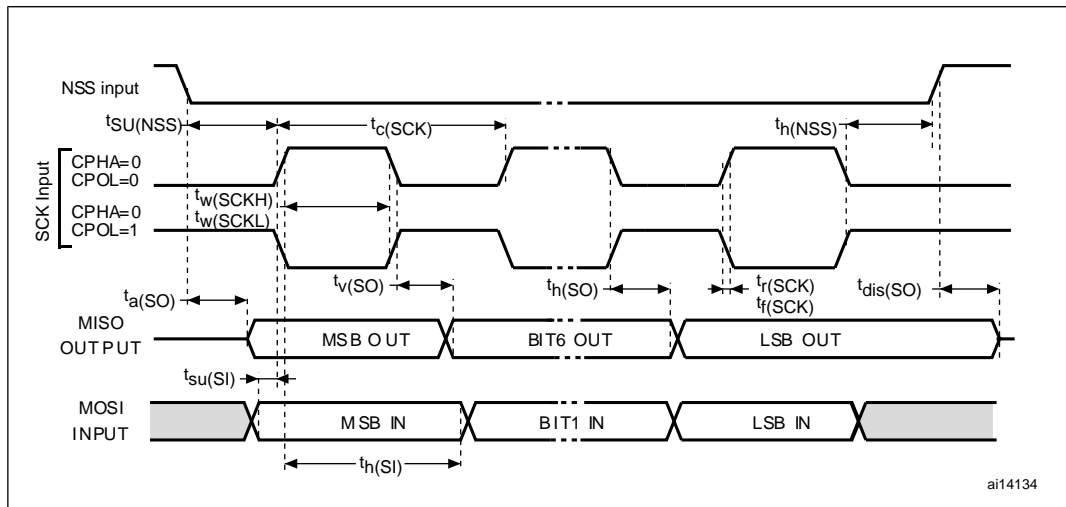 NSS input
tSU(NSS)
tc(SCK)
th(NSS)
SCK Input
CPHA=0
CPOL=0
tw(SCKH)
CPHA=0
tw(SCKL)
CPOL=1
tv(SO)
th(SO)
tr(SCK)
tf(SCK)
tdis(SO)
ta(SO)
MISO
OUTPUT
MSB OUT
BIT6 OUT
LSB OUT
tsu(SI)
MOSI
INPUT
MSB IN
BIT1 IN
LSB IN
th(SI)
ai14134